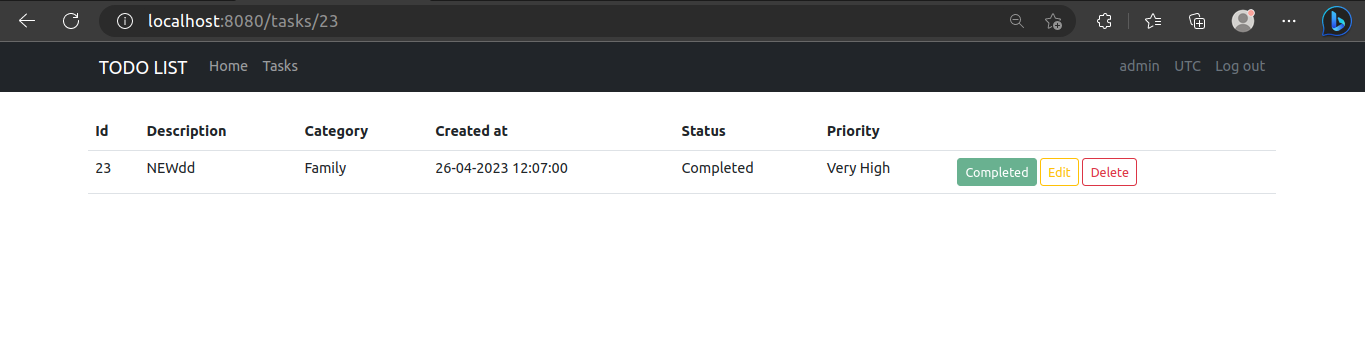 localhost:8080/tasks/23
TODO LIST Home Tasks admin UTC Log out
Id Description Category Created at Status Priority
23 NEWdd Family 26-04-2023 12:07:00 Completed Very High Completed Edit Delete